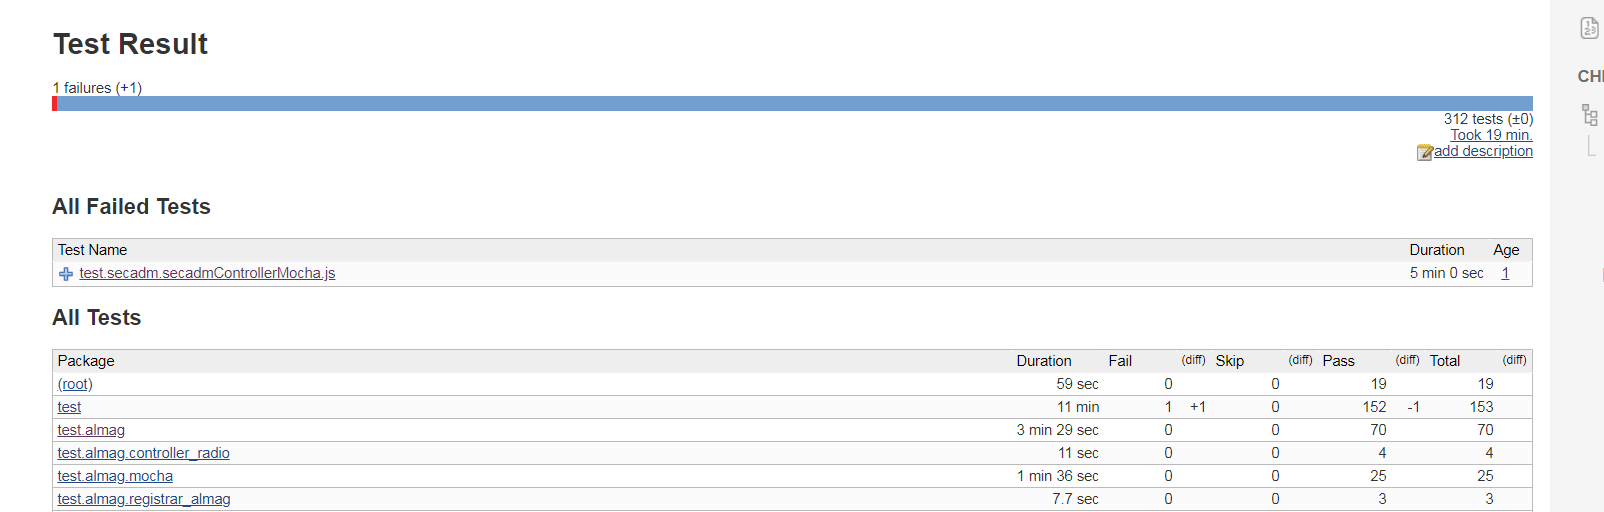 Test Result
1 failures (+1)
312 tests (±0)
Took 19 min.
add description
All Failed Tests
Test Name Duration Age
test.secadm.secadmControllerMocha.js 5 min 0 sec 1
All Tests
Package Duration Fail (diff) Skip (diff) Pass (diff) Total (diff)
(root) 59 sec 0 0 19 19
test 11 min 1 +1 0 152 -1 153
test.almag 3 min 29 sec 0 0 70 70
test.almag.controller_radio 11 sec 0 0 4 4
test.almag.mocha 1 min 36 sec 0 0 25 25
test.almag.registrar_almag 7.7 sec 0 0 3 3